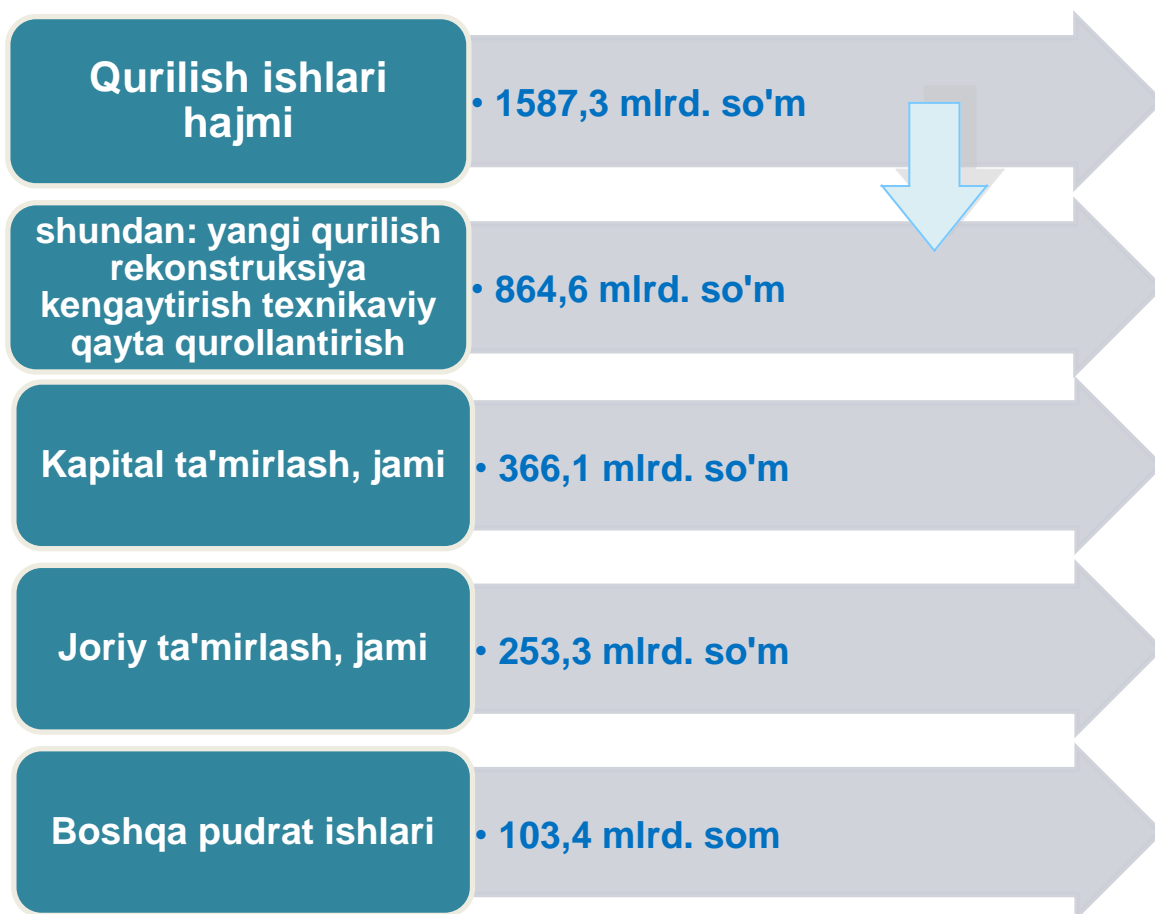 Qurilish ishlari
hajmi
• 1587,3 mlrd. so'm
shundan: yangi qurilish
rekonstruksiya
kengaytirish texnikaviy
qayta qurollantirish
• 864,6 mlrd. so'm
Kapital ta'mirlash, jami
• 366,1 mlrd. so'm
Joriy ta'mirlash, jami
• 253,3 mlrd. so'm
Boshqa pudrat ishlari
• 103,4 mlrd. som